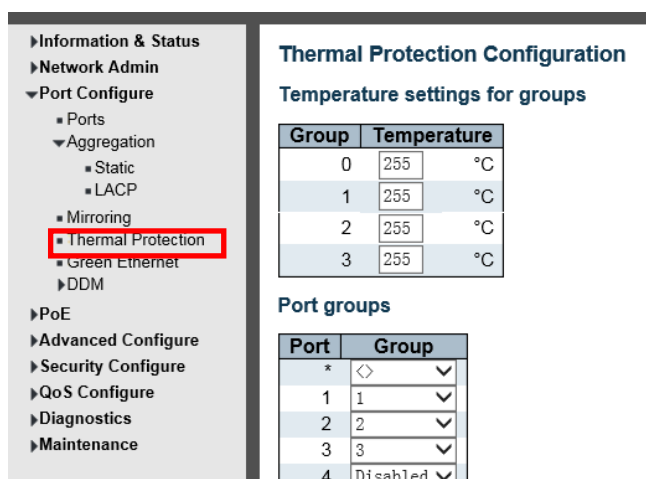 Information & Status
Network Admin
Port Configure
Ports
Aggregation
Static
LACP
Mirroring
Thermal Protection
Green Ethernet
DDM
PoE
Advanced Configure
Security Configure
QoS Configure
Diagnostics
Maintenance
Thermal Protection Configuration
Temperature settings for groups
Group Temperature
0 255 °C
1 255 °C
2 255 °C
3 255 °C
Port groups
Port Group
* <>
1 1
2 2
3 3
4 Disabled